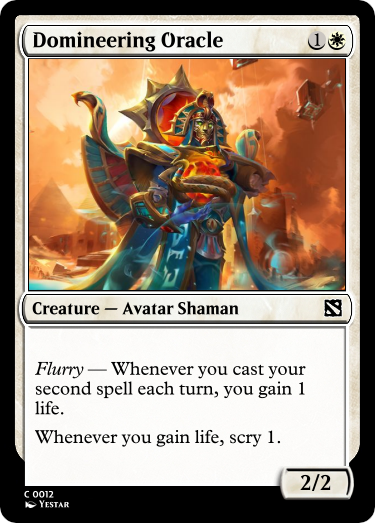 Domineering Oracle 1
Creature — Avatar Shaman
Flurry — Whenever you cast your
second spell each turn, you gain 1
life.
Whenever you gain life, scry 1.
2/2
C 0012
Yestar